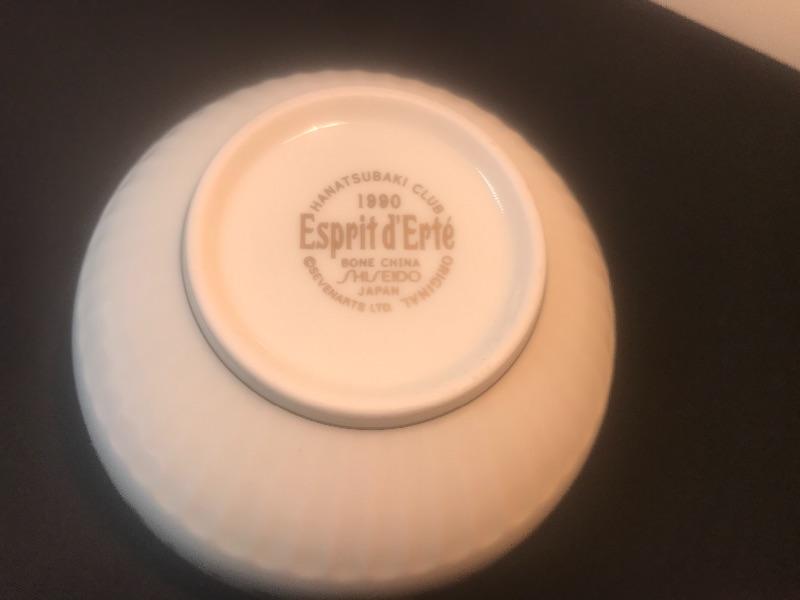 HANATSUBAKI CLUB
1990
Esprit d'Erté
BONE CHINA
SHISEIDO
JAPAN
©SEVENARTS LTD.
ORIGINAL